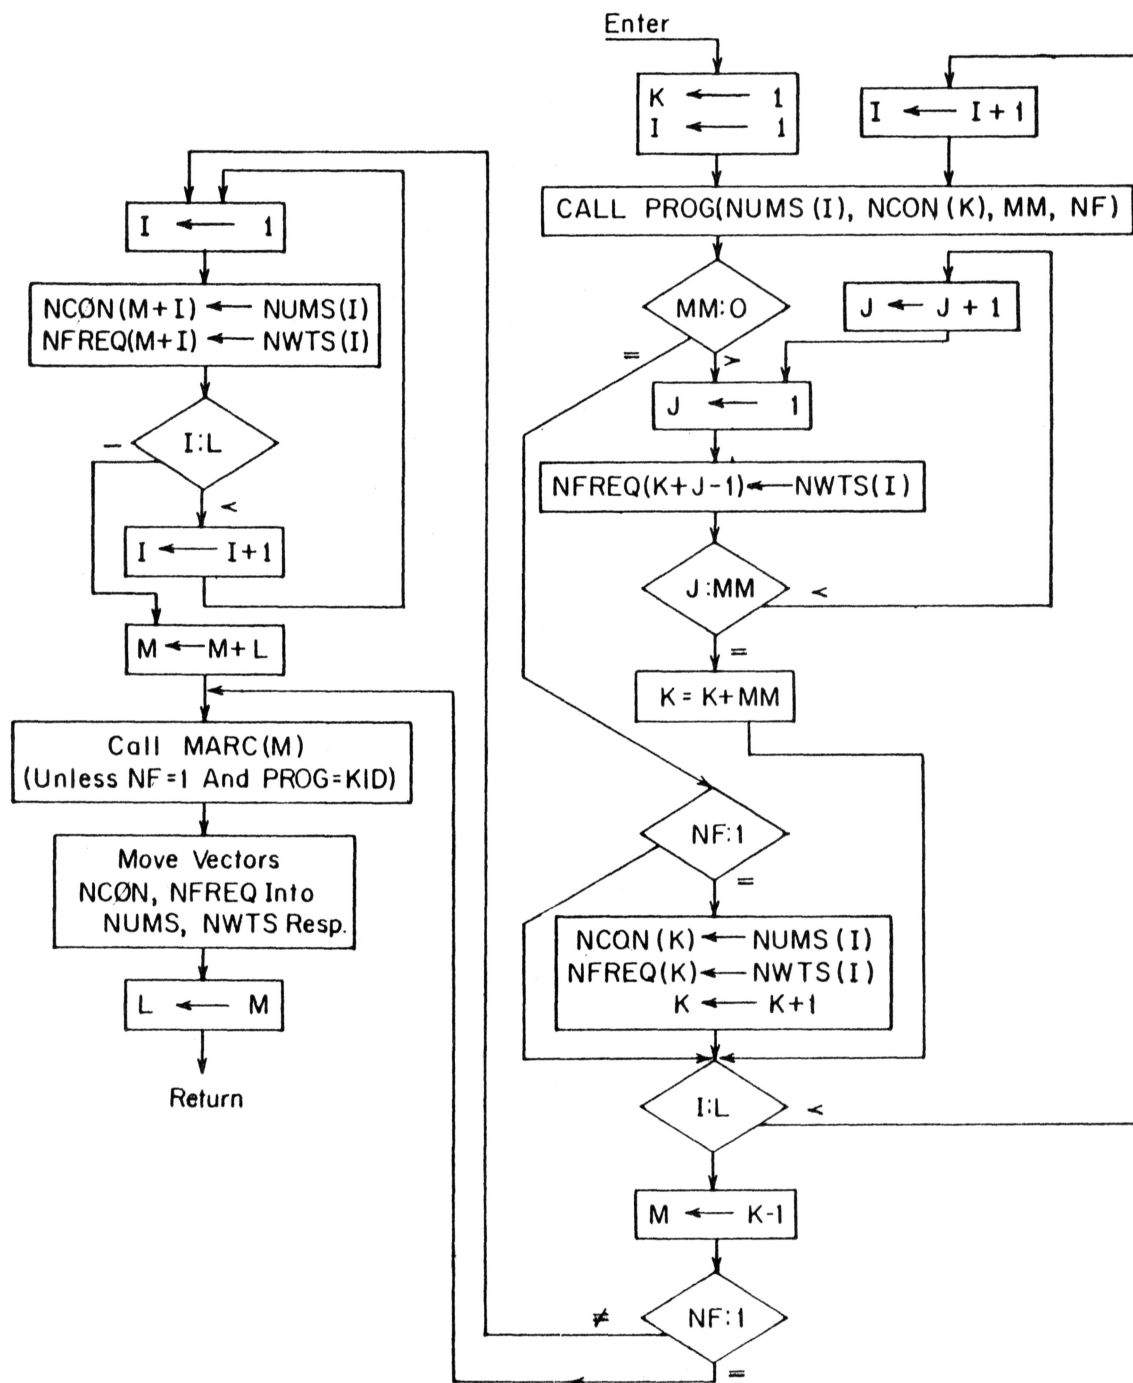 Enter
K ← 1
I ← 1
I ← I + 1
CALL PROG(NUMS(I), NCON(K), MM, NF)
MM:0
=
>
J ← J + 1
J ← 1
NFREQ(K+J-1) ← NWTS(I)
J:MM
<
=
K = K+MM
NF:1
=
NCON(K) ← NUMS(I)
NFREQ(K) ← NWTS(I)
K ← K+1
I:L
<
M ← K-1
NF:1
≠
=
I ← 1
NCØN(M+I) ← NUMS(I)
NFREQ(M+I) ← NWTS(I)
I:L
–
<
I ← I+1
M ← M+L
Call MARC(M)
(Unless NF=1 And PROG=KID)
Move Vectors
NCØN, NFREQ Into
NUMS, NWTS Resp.
L ← M
Return